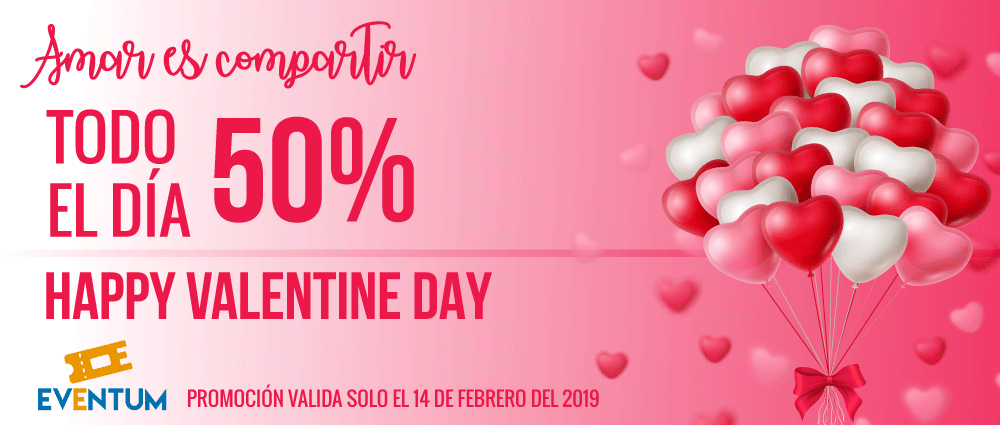 Amar es compartir
TODO
EL DÍA
50%
HAPPY VALENTINE DAY
EVENTUM
PROMOCIÓN VALIDA SOLO EL 14 DE FEBRERO DEL 2019